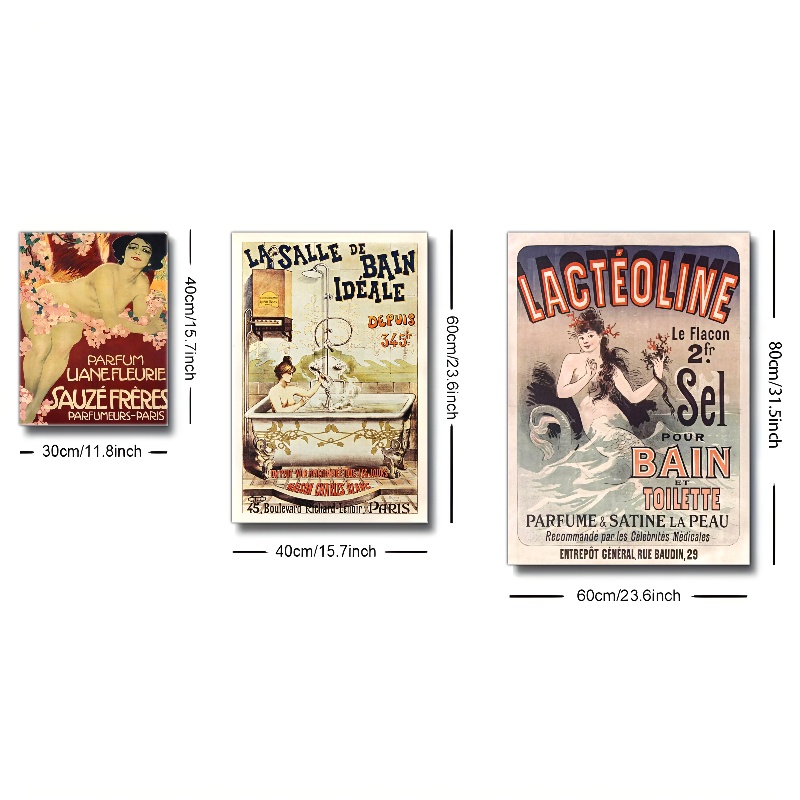 PARFUM
LIANE FLEURIE
SAUZÉ FRÈRES
PARFUMEURS-PARIS
40cm/15.7inch
30cm/11.8inch
LA SALLE DE
BAIN
IDÉALE
DEPUIS
345fr
75, Boulevard Richard-Lenoir, PARIS
60cm/23.6inch
40cm/15.7inch
LACTÉOLINE
Le Flacon
2fr.
Sel
POUR
BAIN
ET
TOILETTE
PARFUME & SATINE LA PEAU
Recommandé par les Célébrités Médicales
ENTREPÔT GÉNÉRAL, RUE BAUDIN, 29
80cm/31.5inch
60cm/23.6inch